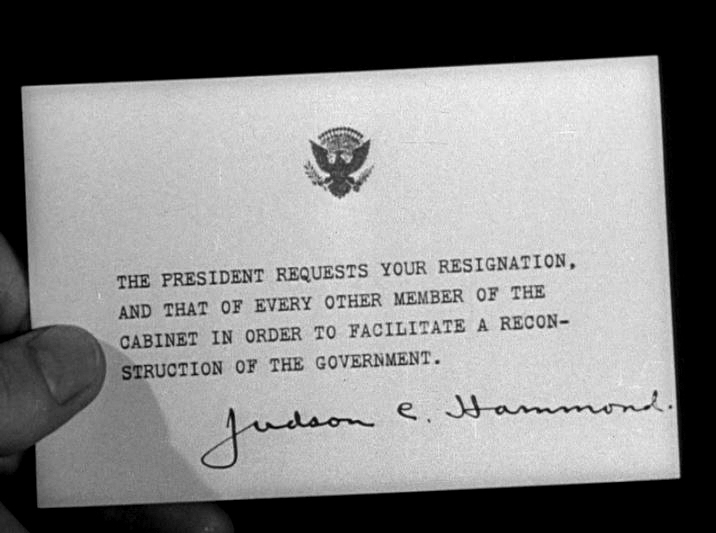 THE PRESIDENT REQUESTS YOUR RESIGNATION,
AND THAT OF EVERY OTHER MEMBER OF THE
CABINET IN ORDER TO FACILITATE A RECON-
STRUCTION OF THE GOVERNMENT.
Judson C. Hammond.